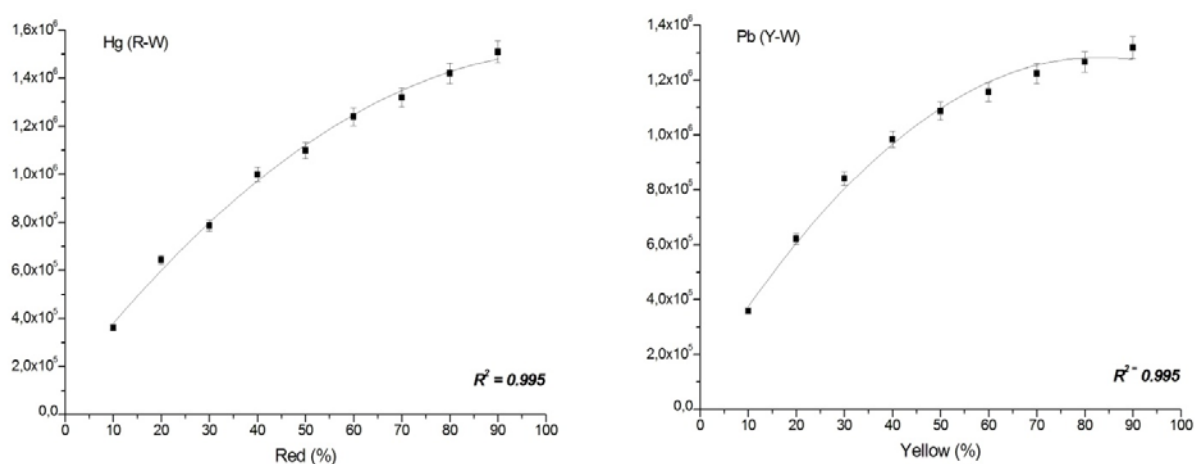 Hg (R-W)
1,6x10⁶
1,4x10⁶
1,2x10⁶
1,0x10⁶
8,0x10⁵
6,0x10⁵
4,0x10⁵
2,0x10⁵
0,0
R² = 0.995
0 10 20 30 40 50 60 70 80 90 100
Red (%)
Pb (Y-W)
1,4x10⁶
1,2x10⁶
1,0x10⁶
8,0x10⁵
6,0x10⁵
4,0x10⁵
2,0x10⁵
0,0
R² = 0.995
0 10 20 30 40 50 60 70 80 90 100
Yellow (%)